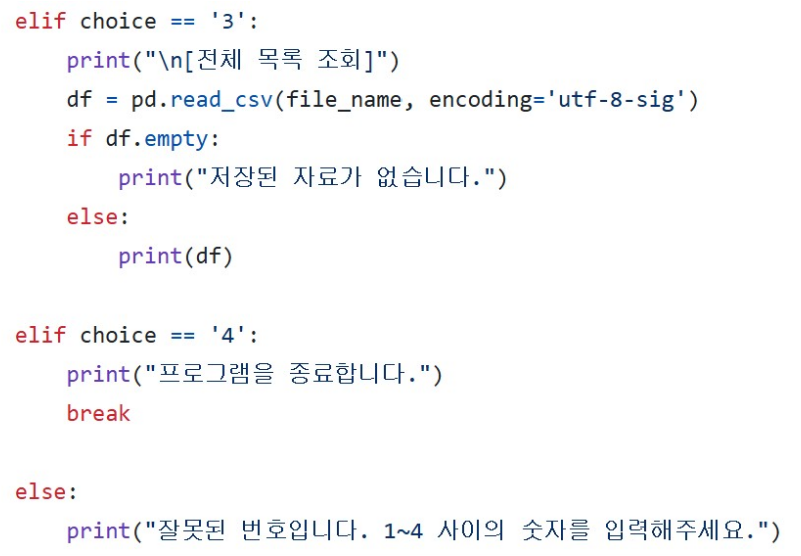 elif choice == '3':
    print("\n[전체 목록 조회]")
    df = pd.read_csv(file_name, encoding='utf-8-sig')
    if df.empty:
        print("저장된 자료가 없습니다.")
    else:
        print(df)

elif choice == '4':
    print("프로그램을 종료합니다.")
    break

else:
    print("잘못된 번호입니다. 1~4 사이의 숫자를 입력해주세요.")